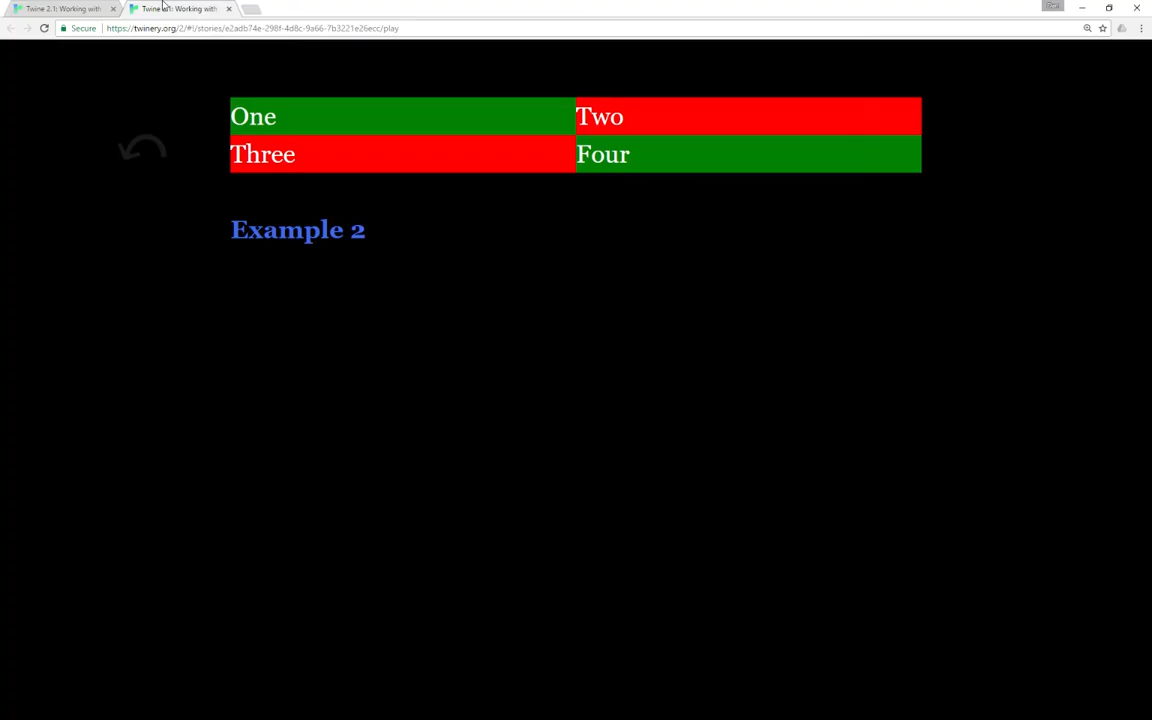 Twine 2.1: Working with
Twine 2.1: Working with
Secure
https://twinery.org/2/#!/stories/e2adb74e-298f-4d8c-9a66-7b3221e26ecc/play
One
Two
Three
Four
Example 2